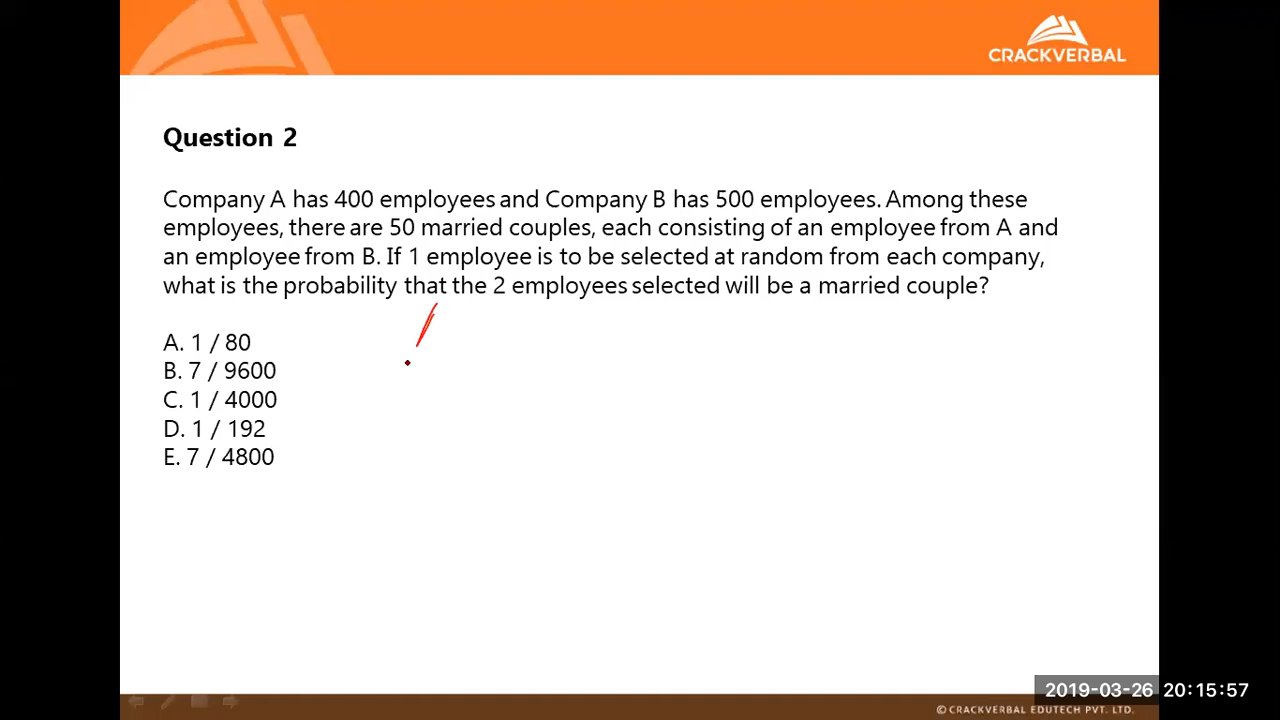 CRACKVERBAL
Question 2
Company A has 400 employees and Company B has 500 employees. Among these
employees, there are 50 married couples, each consisting of an employee from A and
an employee from B. If 1 employee is to be selected at random from each company,
what is the probability that the 2 employees selected will be a married couple?
A. 1 / 80
B. 7 / 9600
C. 1 / 4000
D. 1 / 192
E. 7 / 4800
2019-03-26 20:15:57
© CRACKVERBAL EDUTECH PVT. LTD.